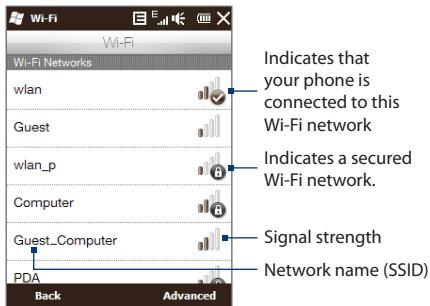 Wi-Fi
E
Wi-Fi
Wi-Fi Networks
wlan
Guest
wlan_p
Computer
Guest_Computer
PDA
Back Advanced
Indicates that
your phone is
connected to this
Wi-Fi network
Indicates a secured
Wi-Fi network.
Signal strength
Network name (SSID)